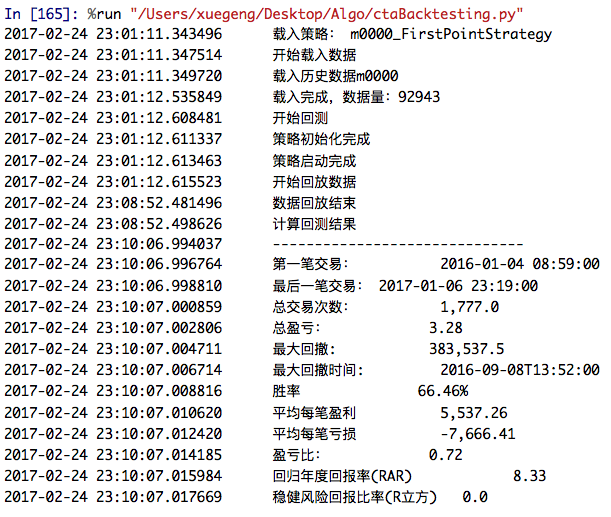 In [165]: %run "/Users/xuegeng/Desktop/Algo/ctaBacktesting.py"
2017-02-24 23:01:11.343496 载入策略： m0000_FirstPointStrategy
2017-02-24 23:01:11.347514 开始载入数据
2017-02-24 23:01:11.349720 载入历史数据m0000
2017-02-24 23:01:12.535849 载入完成，数据量：92943
2017-02-24 23:01:12.608481 开始回测
2017-02-24 23:01:12.611337 策略初始化完成
2017-02-24 23:01:12.613463 策略启动完成
2017-02-24 23:01:12.615523 开始回放数据
2017-02-24 23:08:52.481496 数据回放结束
2017-02-24 23:08:52.498626 计算回测结果
2017-02-24 23:10:06.994037 ------------------------------
2017-02-24 23:10:06.996764 第一笔交易： 2016-01-04 08:59:00
2017-02-24 23:10:06.998810 最后一笔交易： 2017-01-06 23:19:00
2017-02-24 23:10:07.000859 总交易次数： 1,777.0
2017-02-24 23:10:07.002806 总盈亏： 3.28
2017-02-24 23:10:07.004711 最大回撤: 383,537.5
2017-02-24 23:10:07.006714 最大回撤时间: 2016-09-08T13:52:00
2017-02-24 23:10:07.008816 胜率 66.46%
2017-02-24 23:10:07.010620 平均每笔盈利 5,537.26
2017-02-24 23:10:07.012420 平均每笔亏损 -7,666.41
2017-02-24 23:10:07.014185 盈亏比： 0.72
2017-02-24 23:10:07.015984 回归年度回报率(RAR) 8.33
2017-02-24 23:10:07.017669 稳健风险回报比率(R立方) 0.0